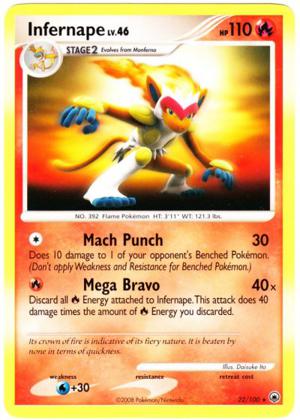 Infernape LV.46
HP 110
STAGE 2 Evolves from Monferno
NO. 392 Flame Pokémon HT: 3'11" WT: 121.3 lbs.
Mach Punch 30
Does 10 damage to 1 of your opponent's Benched Pokémon.
(Don't apply Weakness and Resistance for Benched Pokémon.)
Mega Bravo 40x
Discard all Energy attached to Infernape. This attack does 40
damage times the amount of Energy you discarded.
Its crown of fire is indicative of its fiery nature. It is beaten by
none in terms of quickness.
Illus. Daisuke Ito
weakness resistance retreat cost
+30
©2008 Pokémon/Nintendo 22/100